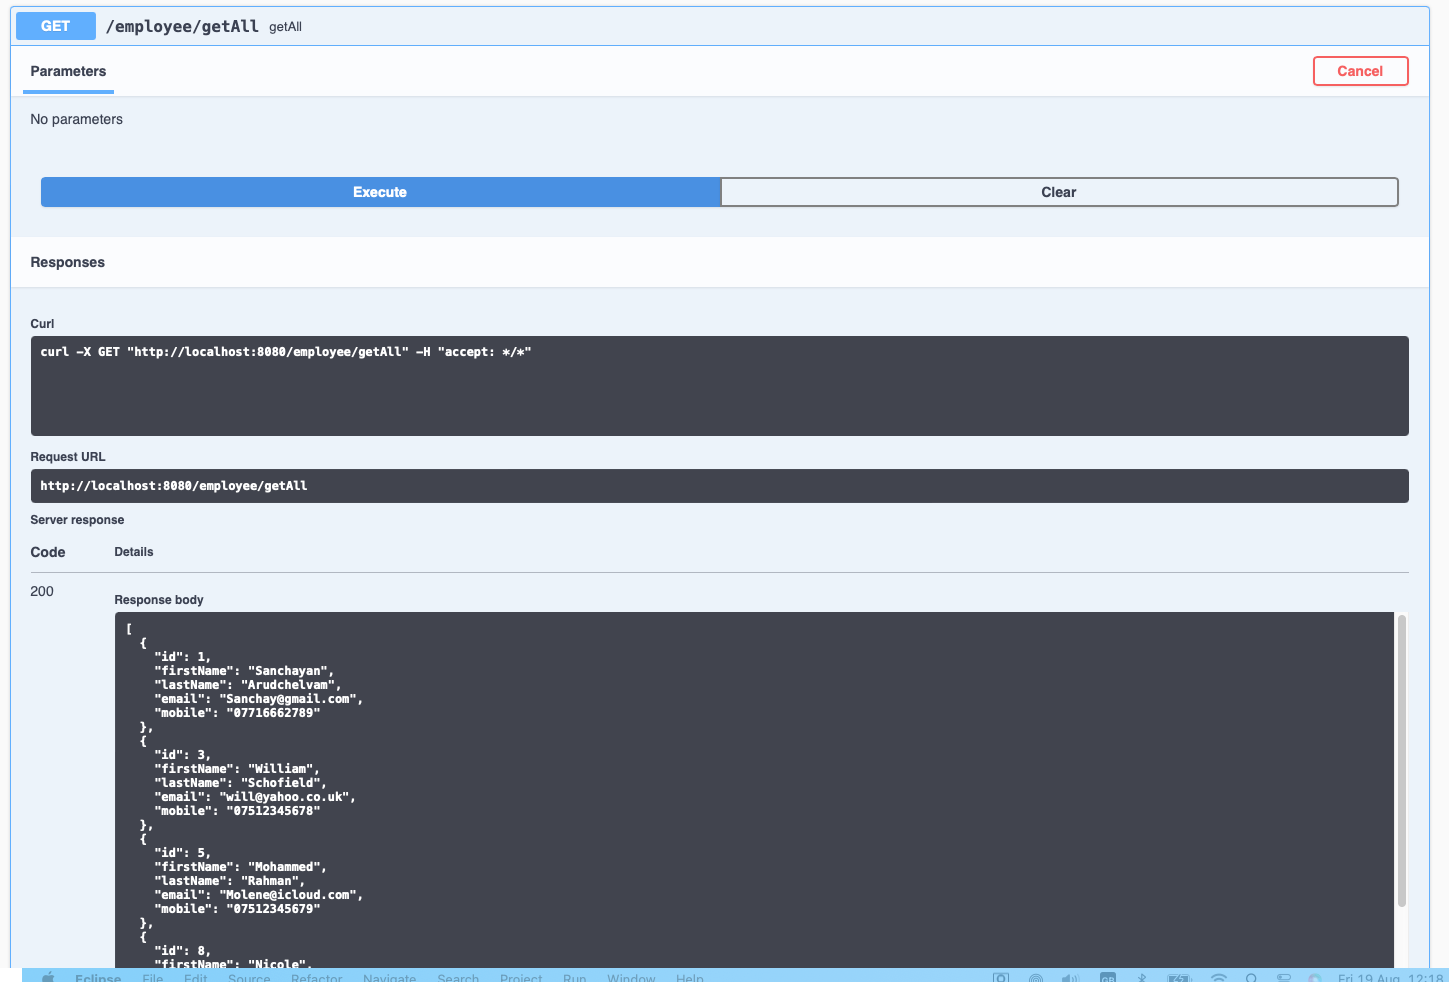 GET /employee/getAll getAll
Parameters
Cancel
No parameters
Execute
Clear
Responses
Curl
curl -X GET "http://localhost:8080/employee/getAll" -H "accept: */*"
Request URL
http://localhost:8080/employee/getAll
Server response
Code Details
200
Response body
[
  {
    "id": 1,
    "firstName": "Sanchayan",
    "lastName": "Arudchelvam",
    "email": "Sanchay@gmail.com",
    "mobile": "07716662789"
  },
  {
    "id": 3,
    "firstName": "William",
    "lastName": "Schofield",
    "email": "will@yahoo.co.uk",
    "mobile": "07512345678"
  },
  {
    "id": 5,
    "firstName": "Mohammed",
    "lastName": "Rahman",
    "email": "Molene@icloud.com",
    "mobile": "07512345679"
  },
  {
    "id": 8,
    "firstName": "Nicole",
Eclipse File Edit Source Refactor Navigate Search Project Run Window Help Fri 19 Aug 12:18